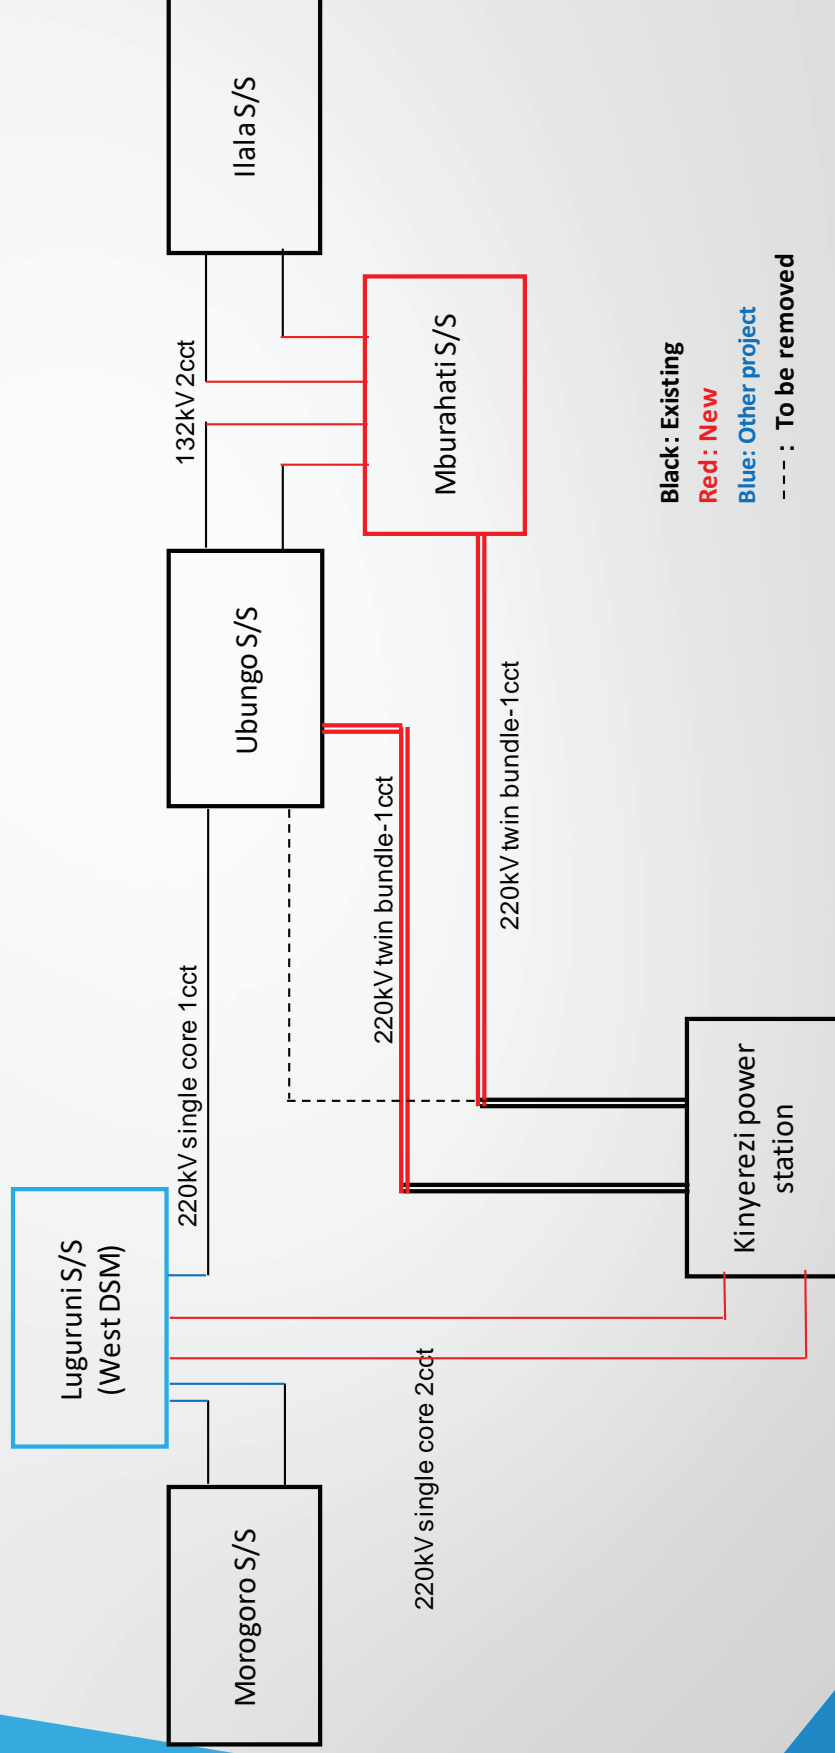 Luguruni S/S
(West DSM)
Morogoro S/S
220kV single core 1cct
Ubungo S/S
132kV 2cct
Ilala S/S
220kV single core 2cct
220kV twin bundle-1cct
Mburahati S/S
220kV twin bundle-1cct
Kinyerezi power
station
Black: Existing
Red: New
Blue: Other project
---: To be removed